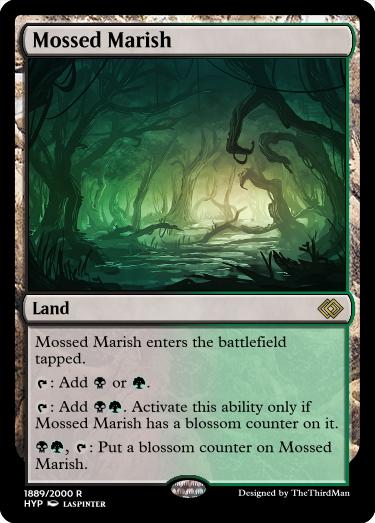 Mossed Marish
Land
Mossed Marish enters the battlefield
tapped.
: Add or .
: Add . Activate this ability only if
Mossed Marish has a blossom counter on it.
, : Put a blossom counter on Mossed
Marish.
1889/2000 R
HYP LASPINTER
Designed by TheThirdMan